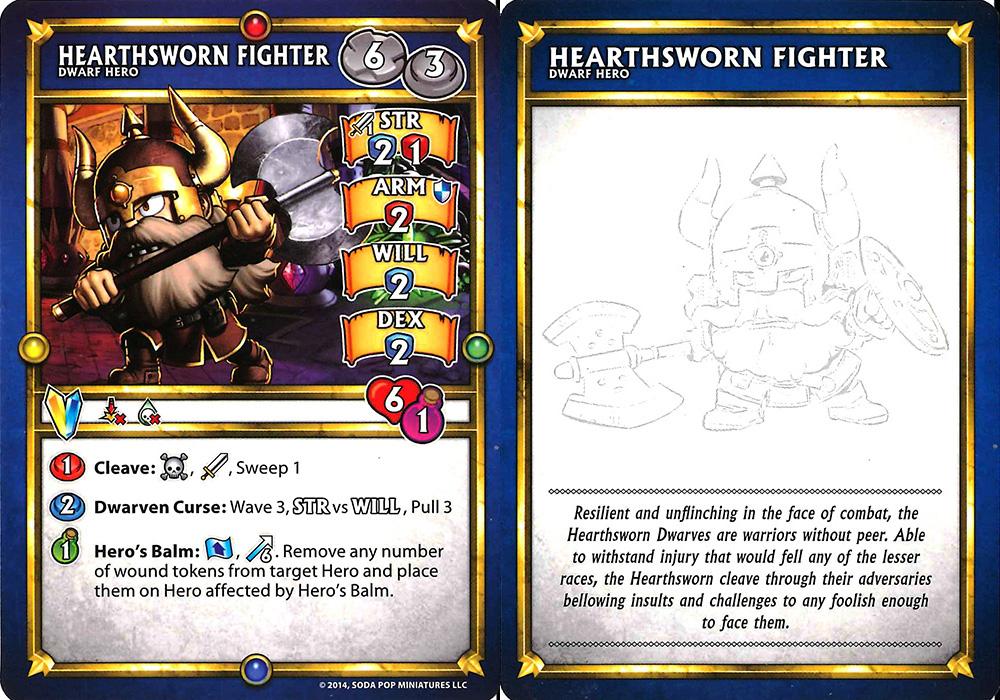 HEARTHSWORN FIGHTER
DWARF HERO
6 3
STR
2 1
ARM
2
WILL
2
DEX
2
6
1
1 Cleave: , , Sweep 1
2 Dwarven Curse: Wave 3, STR vs WILL, Pull 3
1 Hero's Balm: , 6. Remove any number
of wound tokens from target Hero and place
them on Hero affected by Hero's Balm.
© 2014, SODA POP MINIATURES LLC
HEARTHSWORN FIGHTER
DWARF HERO
Resilient and unflinching in the face of combat, the
Hearthsworn Dwarves are warriors without peer. Able
to withstand injury that would fell any of the lesser
races, the Hearthsworn cleave through their adversaries
bellowing insults and challenges to any foolish enough
to face them.